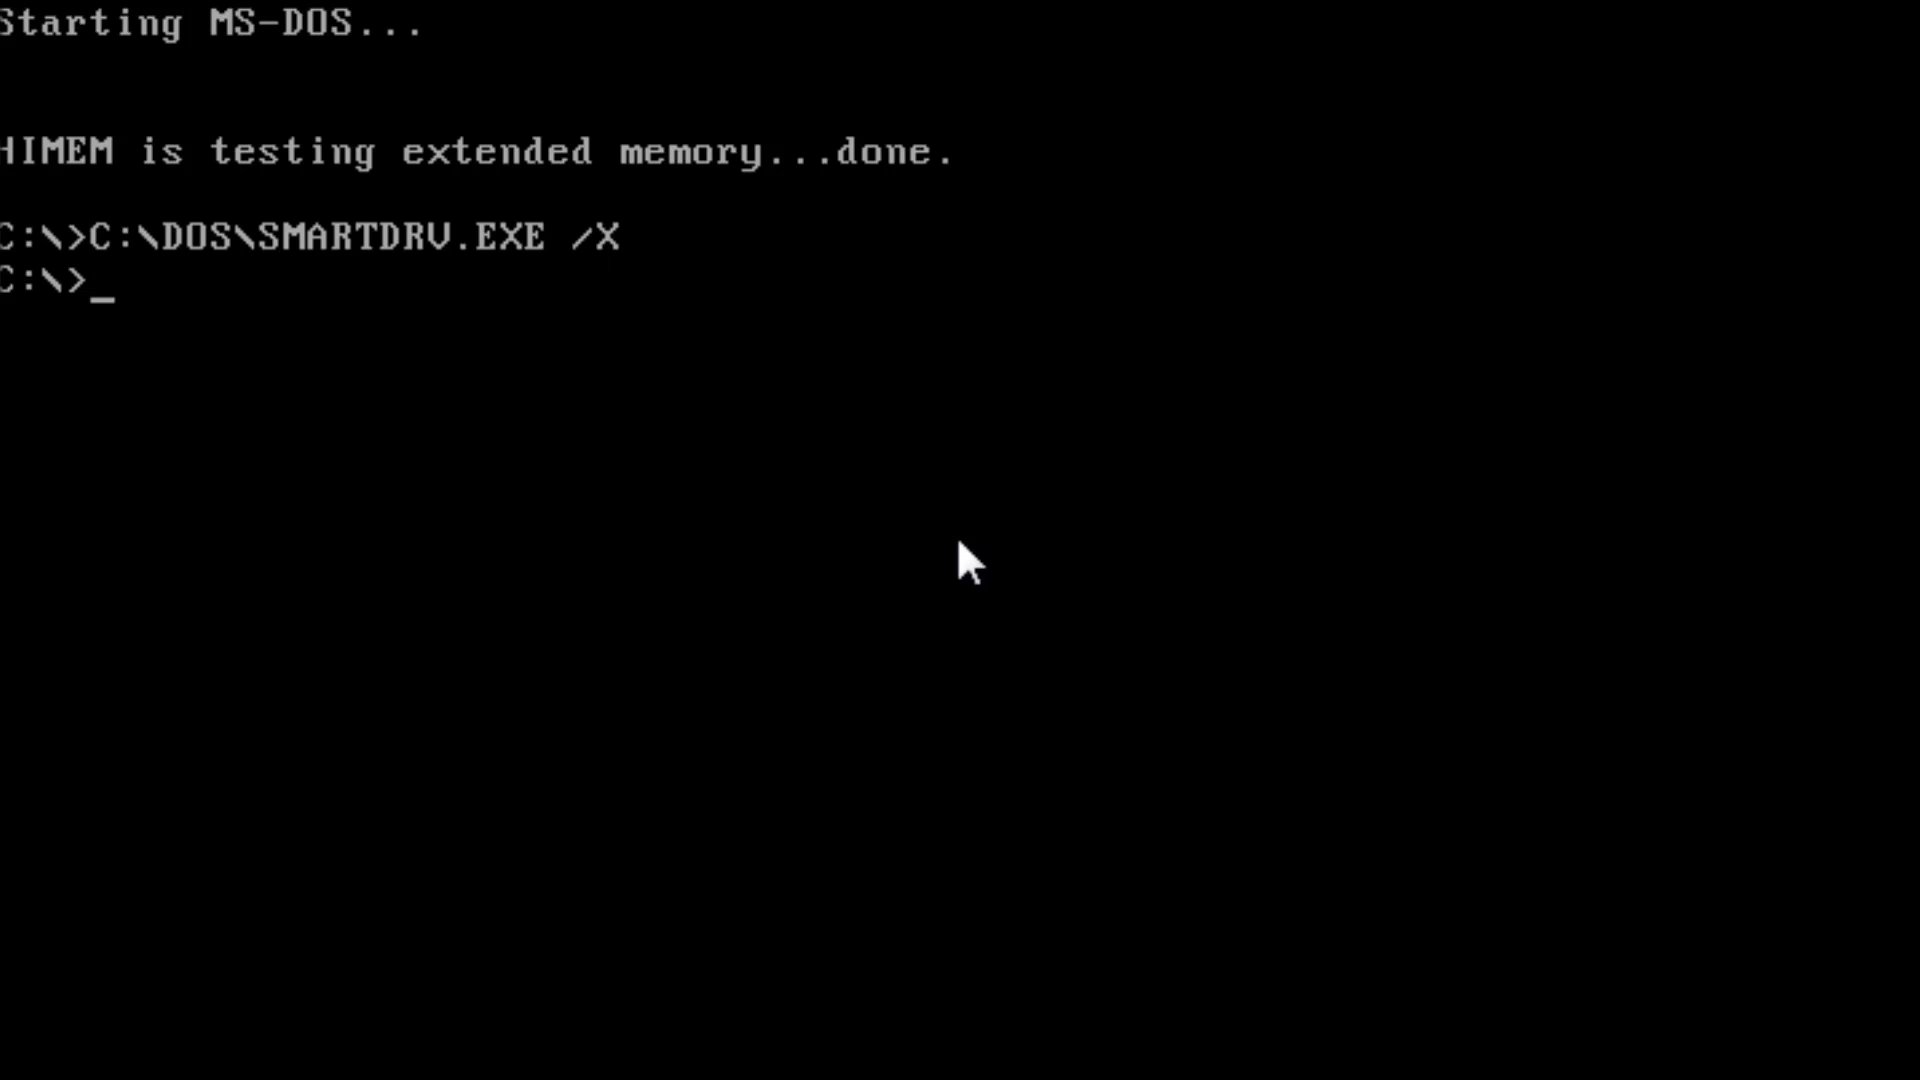 Starting MS-DOS...
HIMEM is testing extended memory...done.
C:\>C:\DOS\SMARTDRV.EXE /X
C:\>_